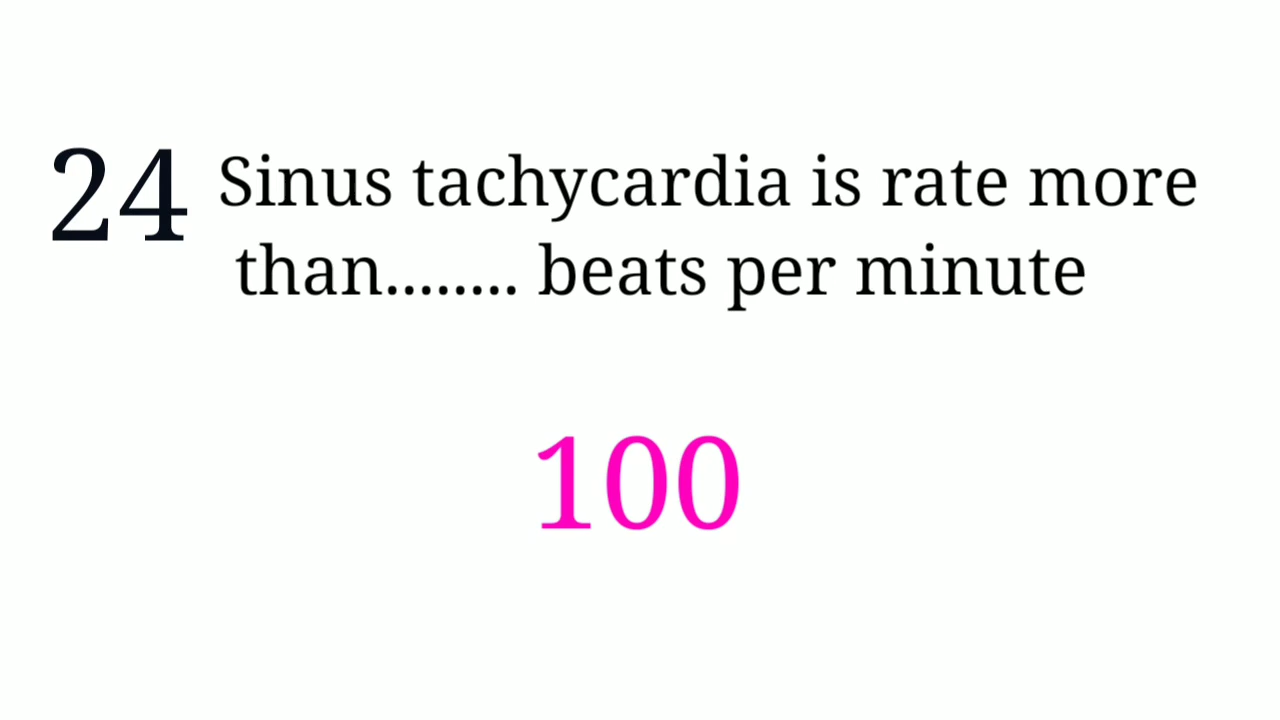 24 Sinus tachycardia is rate more
than........ beats per minute
100